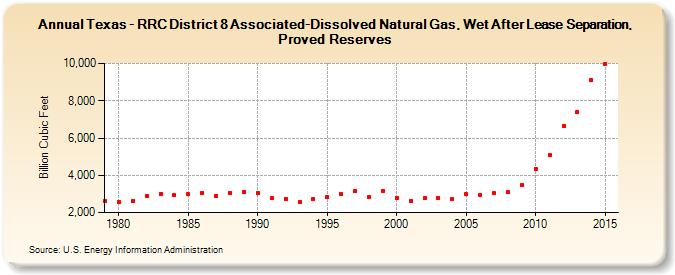 Annual Texas - RRC District 8 Associated-Dissolved Natural Gas, Wet After Lease Separation,
Proved Reserves
Billion Cubic Feet
10,000
8,000
6,000
4,000
2,000
1980 1985 1990 1995 2000 2005 2010 2015
Source: U.S. Energy Information Administration